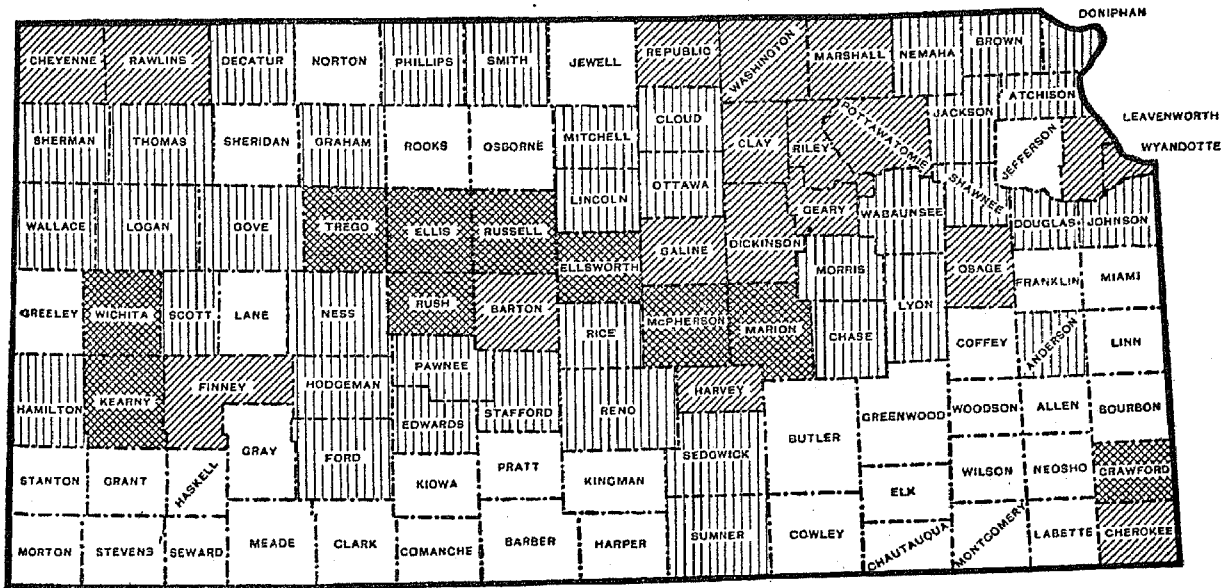 DONIPHAN
CHEYENNE RAWLINS DECATUR NORTON PHILLIPS SMITH JEWELL REPUBLIC WASHINGTON MARSHALL NEMAHA BROWN
ATCHISON
LEAVENWORTH
WYANDOTTE
SHERMAN THOMAS SHERIDAN GRAHAM ROOKS OSBORNE MITCHELL CLOUD CLAY RILEY POTTAWATOMIE JACKSON JEFFERSON
LINCOLN OTTAWA
WALLACE LOGAN GOVE TREGO ELLIS RUSSELL GEARY WABAUNSEE SHAWNEE DOUGLAS JOHNSON
ELLSWORTH GALINE DICKINSON MORRIS OSAGE FRANKLIN MIAMI
GREELEY WICHITA SCOTT LANE NESS RUSH BARTON RICE McPHERSON MARION CHASE LYON COFFEY ANDERSON LINN
PAWNEE
HAMILTON KEARNY FINNEY HODGEMAN EDWARDS STAFFORD RENO HARVEY GREENWOOD WOODSON ALLEN BOURBON
BUTLER
GRAY FORD SEDGWICK
STANTON GRANT HASKELL KIOWA PRATT KINGMAN ELK WILSON NEOSHO CRAWFORD
MORTON STEVENS SEWARD MEADE CLARK COMANCHE BARBER HARPER SUMNER COWLEY CHAUTAUQUA MONTGOMERY LABETTE CHEROKEE